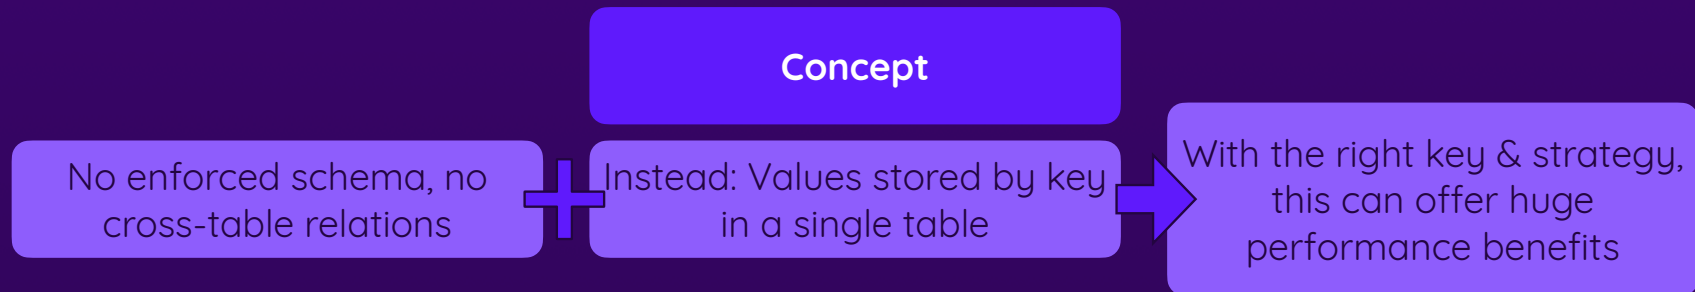 Concept
No enforced schema, no
cross-table relations
Instead: Values stored by key
in a single table
With the right key & strategy,
this can offer huge
performance benefits